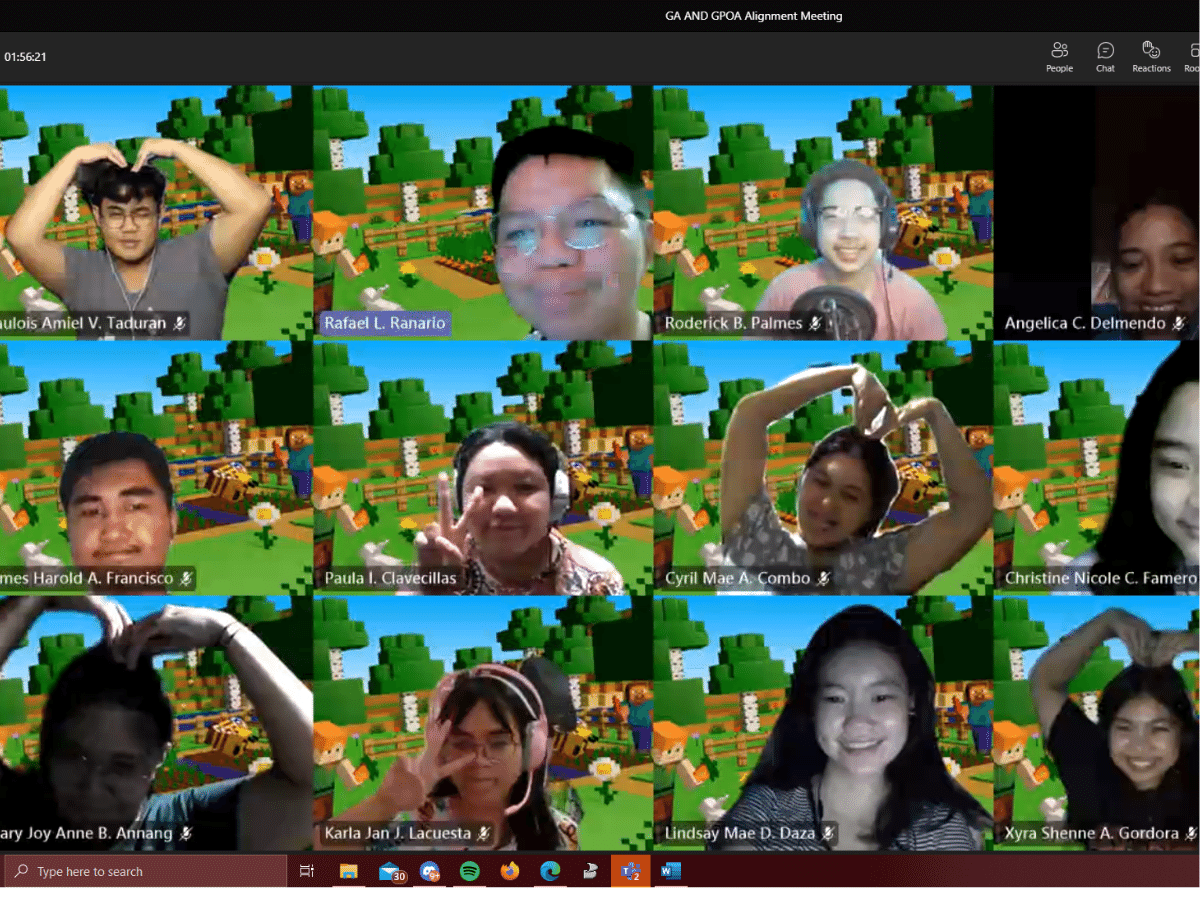 GA AND GPOA Alignment Meeting
01:56:21
People
Chat
Reactions
Roo
aulois Amiel V. Taduran
Rafael L. Ranario
Roderick B. Palmes
Angelica C. Delmendo
mes Harold A. Francisco
Paula I. Clavecillas
Cyril Mae A. Combo
Christine Nicole C. Famero
ary Joy Anne B. Annang
Karla Jan J. Lacuesta
Lindsay Mae D. Daza
Xyra Shenne A. Gordora
Type here to search
30
T
2
W